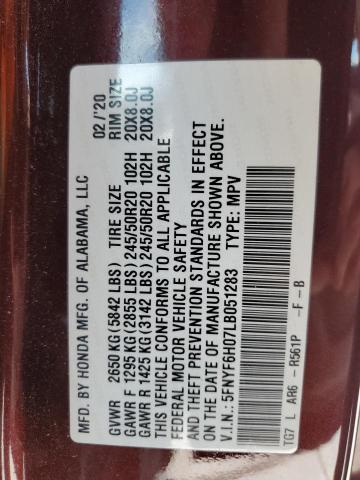 MFD. BY HONDA MFG. OF ALABAMA, LLC 02/'20
GVWR 2650 KG(5842 LBS) TIRE SIZE RIM SIZE
GAWR F 1295 KG(2855 LBS) 245/50R20 102H 20X8.0J
GAWR R 1425 KG(3142 LBS) 245/50R20 102H 20X8.0J
THIS VEHICLE CONFORMS TO ALL APPLICABLE
FEDERAL MOTOR VEHICLE SAFETY
AND THEFT PREVENTION STANDARDS IN EFFECT
ON THE DATE OF MANUFACTURE SHOWN ABOVE.
V.I.N.: 5FNYF6H07LB051283 TYPE: MPV
TG7 L AR6 - R561P -F-B